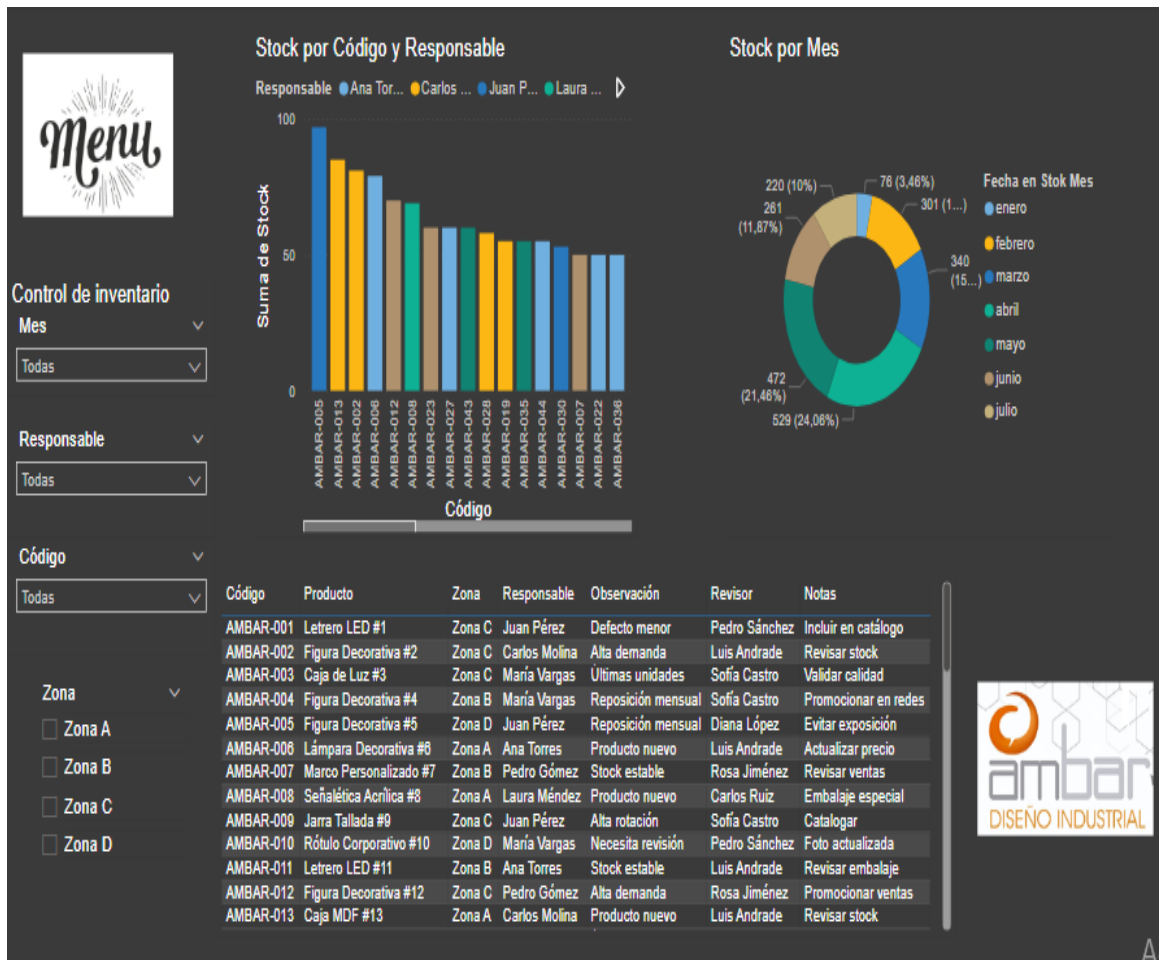 Menu
Control de inventario
Mes
Todas
Responsable
Todas
Código
Todas
Zona
Zona A
Zona B
Zona C
Zona D
Stock por Código y Responsable
Responsable Ana Tor... Carlos ... Juan P... Laura ...
Suma de Stock
100
50
0
AMBAR-005
AMBAR-013
AMBAR-002
AMBAR-006
AMBAR-012
AMBAR-008
AMBAR-023
AMBAR-027
AMBAR-043
AMBAR-028
AMBAR-019
AMBAR-035
AMBAR-044
AMBAR-030
AMBAR-007
AMBAR-022
AMBAR-036
Código
Stock por Mes
76 (3,46%)
301 (1...)
340
(15...)
529 (24,06%)
472
(21,46%)
261
(11,87%)
220 (10%)
Fecha en Stok Mes
enero
febrero
marzo
abril
mayo
junio
julio
Código Producto Zona Responsable Observación Revisor Notas
AMBAR-001 Letrero LED #1 Zona C Juan Pérez Defecto menor Pedro Sánchez Incluir en catálogo
AMBAR-002 Figura Decorativa #2 Zona C Carlos Molina Alta demanda Luis Andrade Revisar stock
AMBAR-003 Caja de Luz #3 Zona C María Vargas Últimas unidades Sofía Castro Validar calidad
AMBAR-004 Figura Decorativa #4 Zona B María Vargas Reposición mensual Sofía Castro Promocionar en redes
AMBAR-005 Figura Decorativa #5 Zona D Juan Pérez Reposición mensual Diana López Evitar exposición
AMBAR-006 Lámpara Decorativa #6 Zona A Ana Torres Producto nuevo Luis Andrade Actualizar precio
AMBAR-007 Marco Personalizado #7 Zona B Pedro Gómez Stock estable Rosa Jiménez Revisar ventas
AMBAR-008 Señalética Acrílica #8 Zona A Laura Méndez Producto nuevo Carlos Ruiz Embalaje especial
AMBAR-009 Jarra Tallada #9 Zona C Juan Pérez Alta rotación Sofía Castro Catalogar
AMBAR-010 Rótulo Corporativo #10 Zona D María Vargas Necesita revisión Pedro Sánchez Foto actualizada
AMBAR-011 Letrero LED #11 Zona B Ana Torres Stock estable Luis Andrade Revisar embalaje
AMBAR-012 Figura Decorativa #12 Zona C Pedro Gómez Alta demanda Rosa Jiménez Promocionar ventas
AMBAR-013 Caja MDF #13 Zona A Carlos Molina Producto nuevo Luis Andrade Revisar stock
ambar
DISEÑO INDUSTRIAL
A